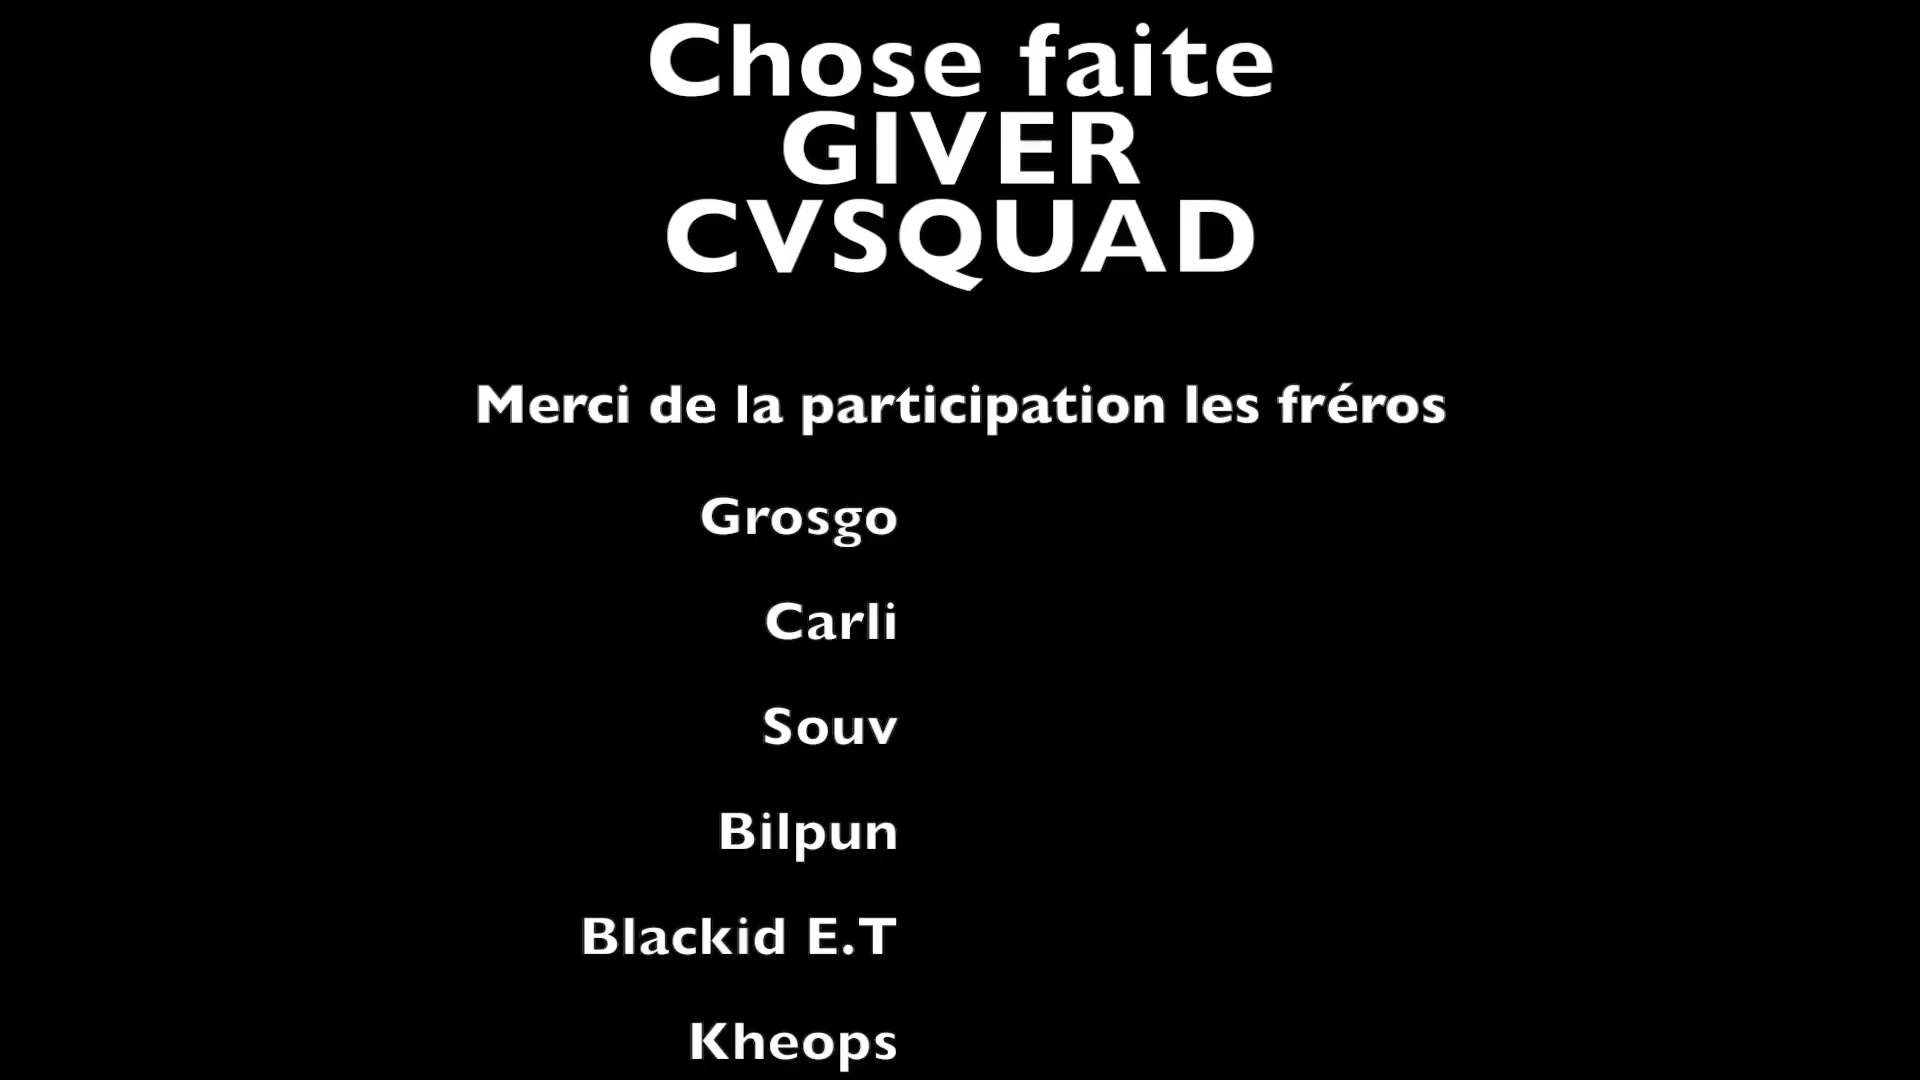 Chose faite
GIVER
CVSQUAD
Merci de la participation les fréros
Grosgo
Carli
Souv
Bilpun
Blackid E.T
Kheops